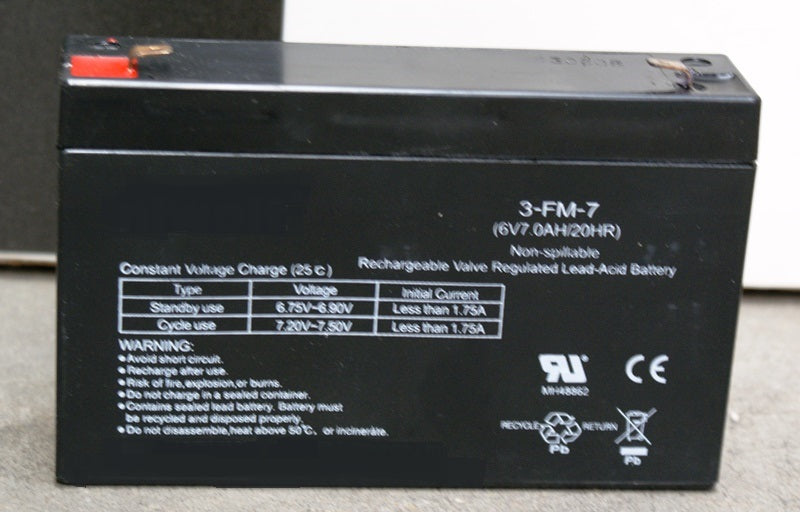 3-FM-7
(6V7.0AH/20HR)
Non-spillable
Rechargeable Valve Regulated Lead-Acid Battery
Constant Voltage Charge (25℃)
Type Voltage Initial Current
Standby use 6.75V~6.90V Less than 1.75A
Cycle use 7.20V~7.50V Less than 1.75A
WARNING:
●Avoid short circuit.
●Recharge after use.
●Risk of fire,explosion,or burns.
●Do not charge in a sealed container.
●Contains sealed lead battery. Battery must
be recycled and disposed properly.
●Do not disassemble,heat above 50℃, or incinerate.
RU
MH48862
CE
RECYCLE RETURN
Pb Pb